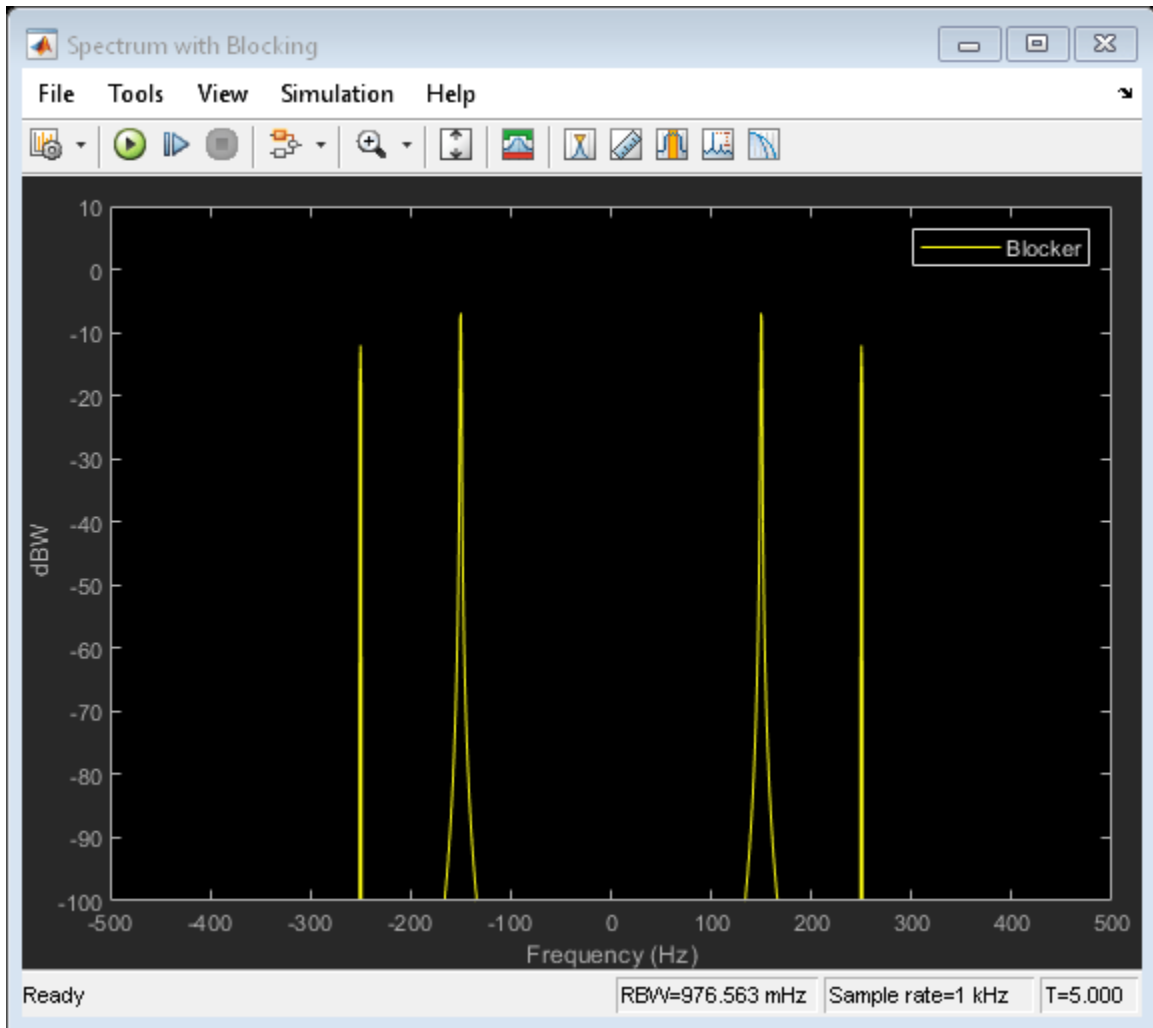 Spectrum with Blocking
File Tools View Simulation Help
10
0
-10
-20
-30
-40
-50
-60
-70
-80
-90
-100
dBW
Blocker
-500 -400 -300 -200 -100 0 100 200 300 400 500
Frequency (Hz)
Ready RBW=976.563 mHz Sample rate=1 kHz T=5.000